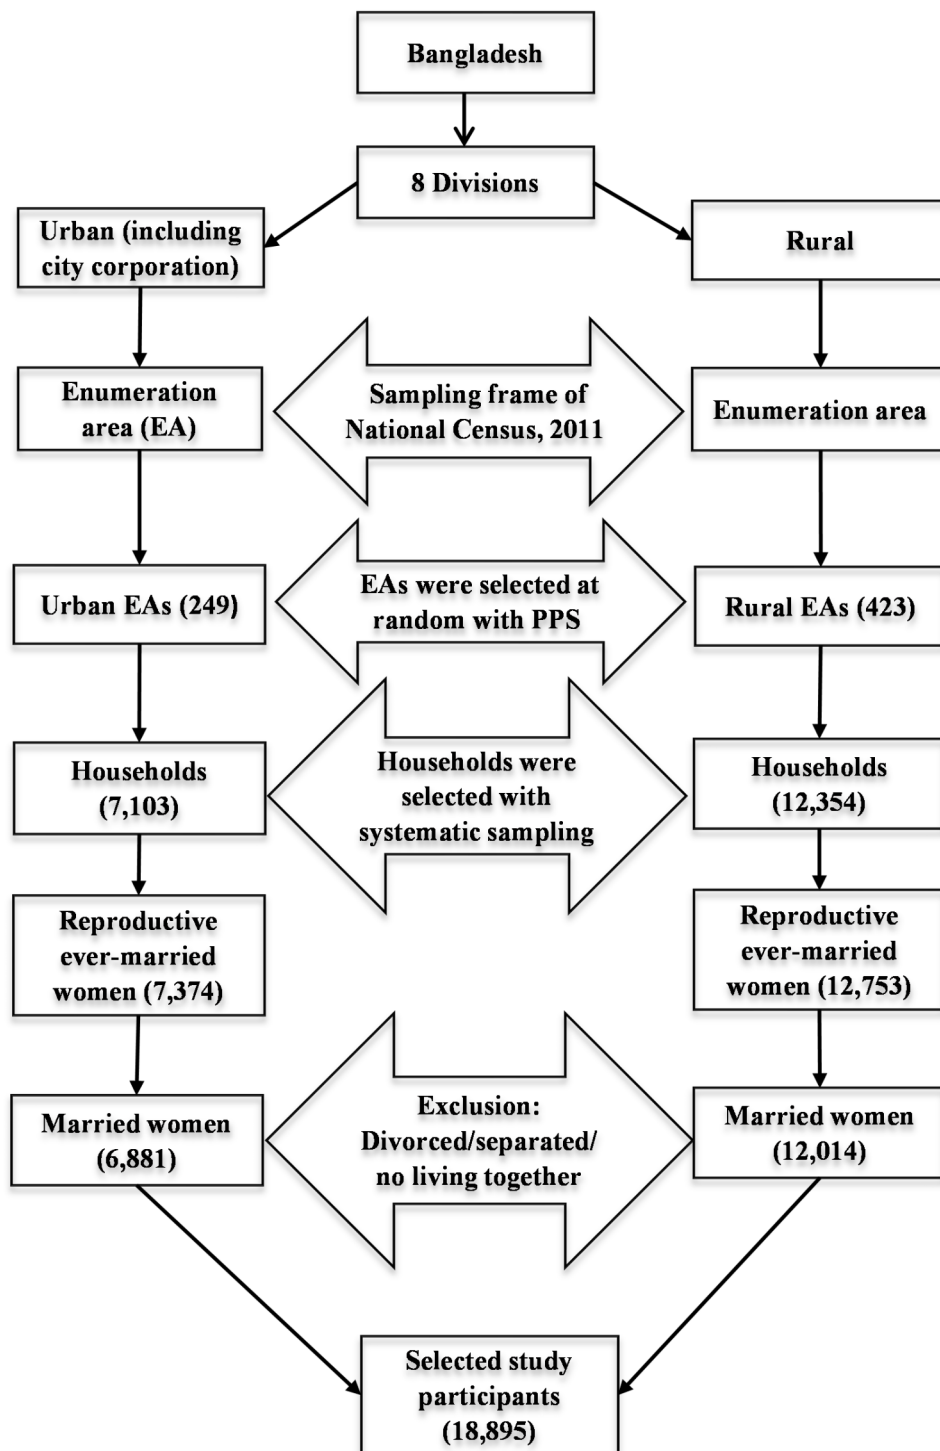 Bangladesh
8 Divisions
Urban (including
city corporation)
Rural
Enumeration
area (EA)
Sampling frame of
National Census, 2011
Enumeration area
Urban EAs (249)
EAs were selected at
random with PPS
Rural EAs (423)
Households
(7,103)
Households were
selected with
systematic sampling
Households
(12,354)
Reproductive
ever-married
women (7,374)
Reproductive
ever-married
women (12,753)
Married women
(6,881)
Exclusion:
Divorced/separated/
no living together
Married women
(12,014)
Selected study
participants
(18,895)